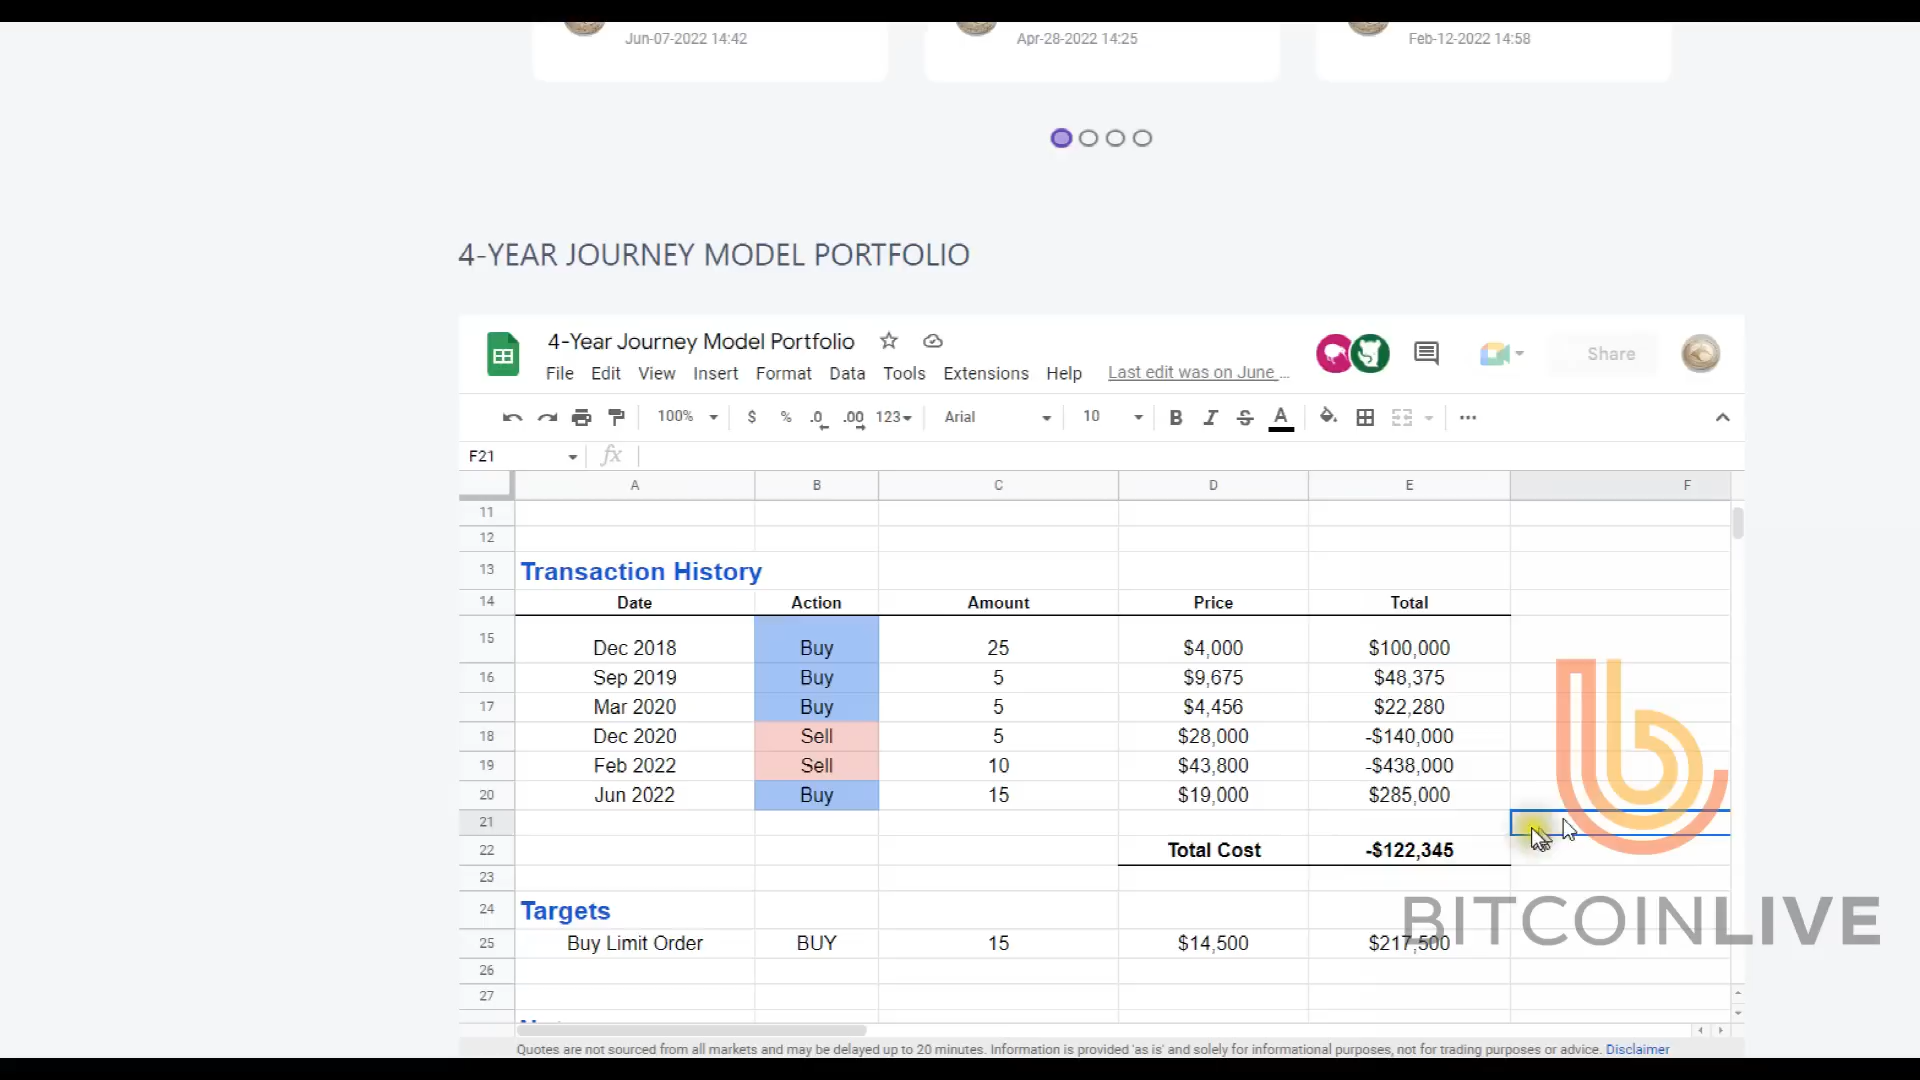 Jun-07-2022 14:42 Apr-28-2022 14:25 Feb-12-2022 14:58
4-YEAR JOURNEY MODEL PORTFOLIO
4-Year Journey Model Portfolio
File Edit View Insert Format Data Tools Extensions Help Last edit was on June ...
Share
100% $ % .0 .00 123 Arial 10 B I S A ...
F21 fx
A B C D E F
11
12
13 Transaction History
14 Date Action Amount Price Total
15 Dec 2018 Buy 25 $4,000 $100,000
16 Sep 2019 Buy 5 $9,675 $48,375
17 Mar 2020 Buy 5 $4,456 $22,280
18 Dec 2020 Sell 5 $28,000 -$140,000
19 Feb 2022 Sell 10 $43,800 -$438,000
20 Jun 2022 Buy 15 $19,000 $285,000
21
22 Total Cost -$122,345
23
24 Targets
25 Buy Limit Order BUY 15 $14,500 $217,500
BITCOINLIVE
26
27
Quotes are not sourced from all markets and may be delayed up to 20 minutes. Information is provided 'as is' and solely for informational purposes, not for trading purposes or advice. Disclaimer